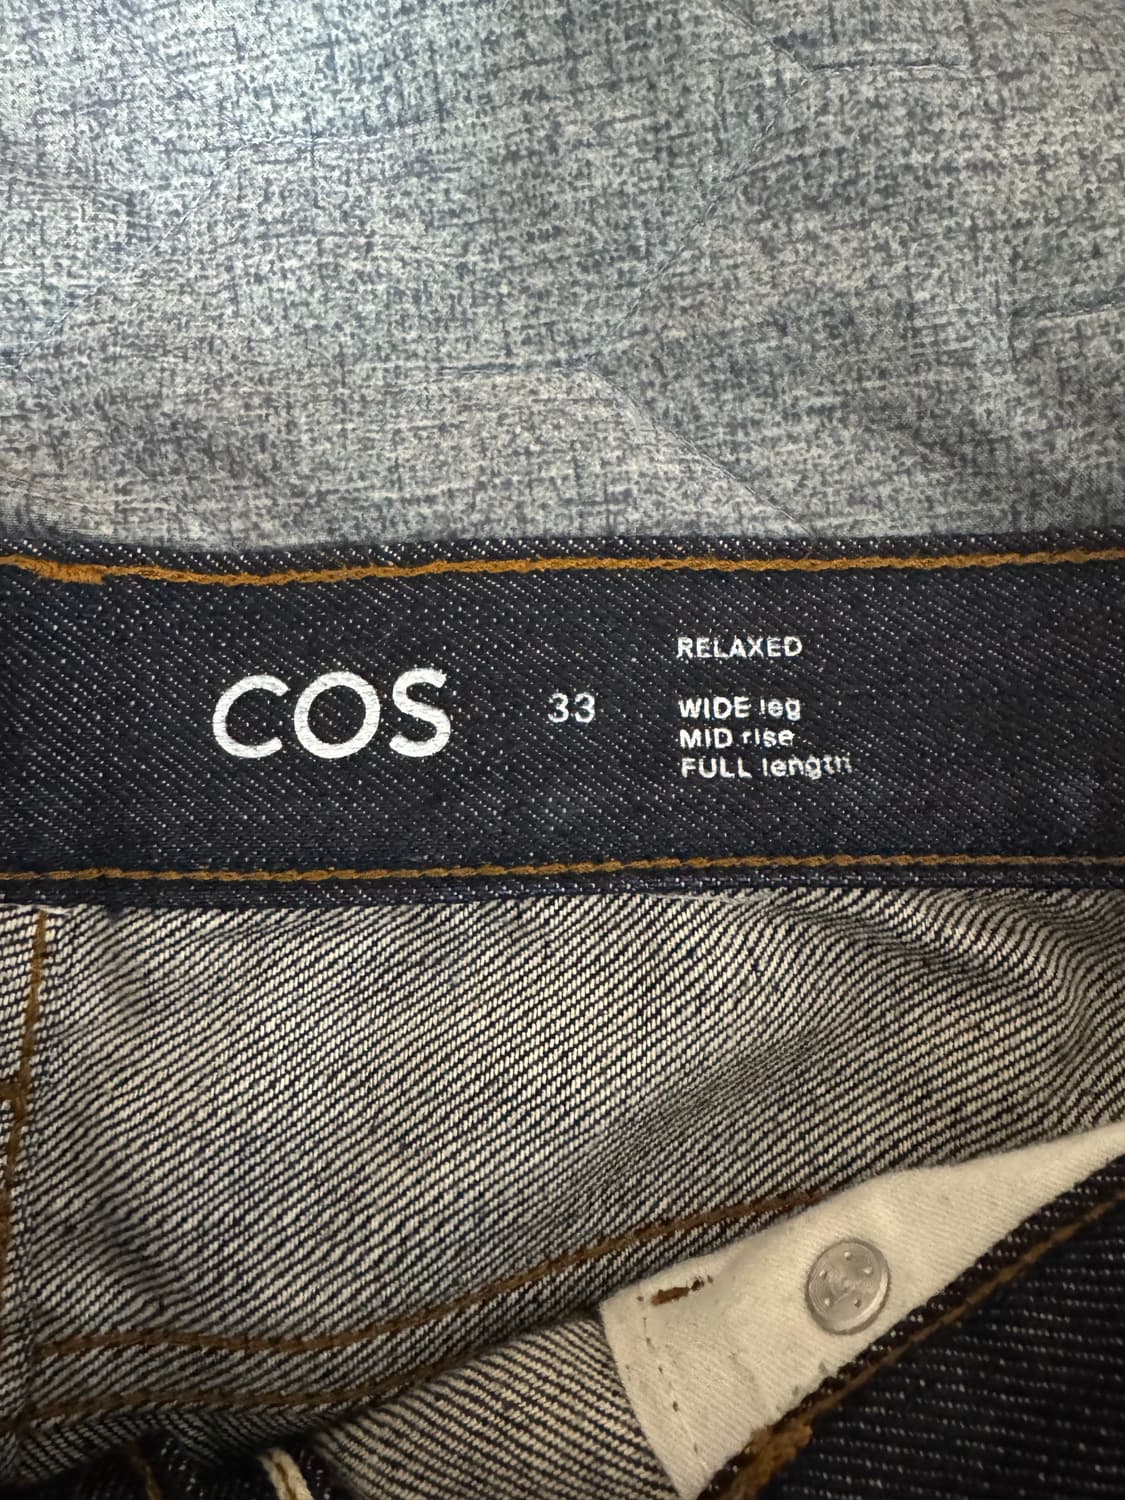 COS
33
RELAXED
WIDE leg
MID rise
FULL length